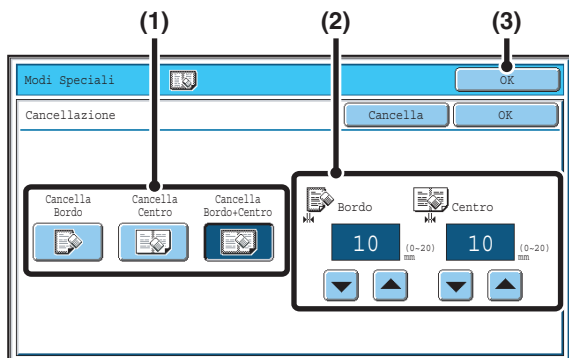 (1) (2) (3)
Modi Speciali OK
Cancellazione Cancella OK
Cancella Bordo
Cancella Centro
Cancella Bordo+Centro
Bordo
10 (0~20) mm
Centro
10 (0~20) mm